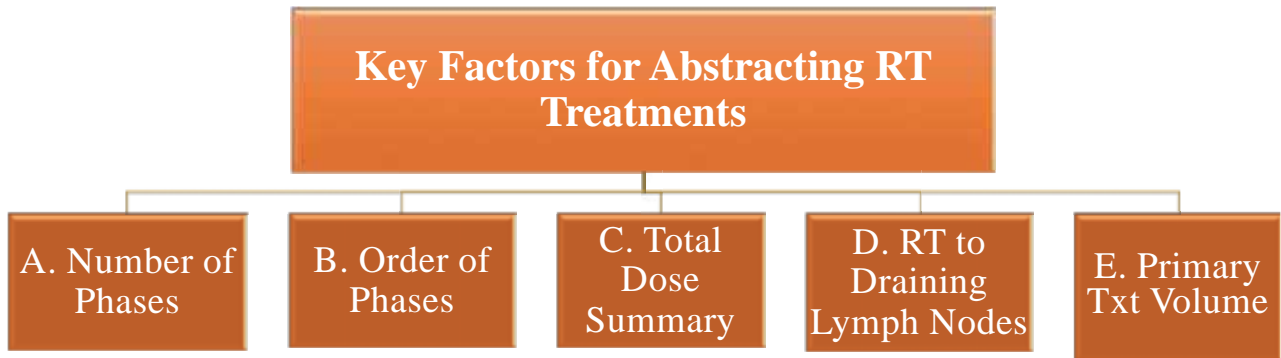 Key Factors for Abstracting RT
Treatments
A. Number of
Phases
B. Order of
Phases
C. Total
Dose
Summary
D. RT to
Draining
Lymph Nodes
E. Primary
Txt Volume